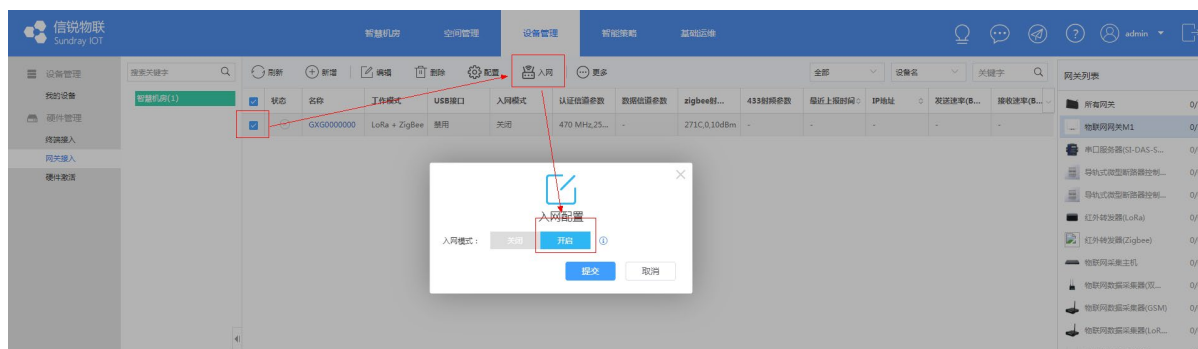 信锐物联
Sundray IOT
智慧机房 空间管理 设备管理 智能策略 基础运维
admin
设备管理
我的设备
硬件管理
终端接入
网关接入
硬件激活
搜索关键字
智慧机房(1)
刷新 新增 编辑 删除 配置 入网 更多
全部 设备名 关键字
状态 名称 工作模式 USB接口 入网模式 认证信道参数 数据信道参数 zigbee射... 433射频参数 最近上报时间 IP地址 发送速率(B... 接收速率(B...
GXG0000000 LoRa + ZigBee 禁用 关闭 470 MHz,25... - 271C,0,10dBm - - - - -
入网配置
入网模式： 关闭 开启
提交 取消
网关列表
所有网关 0/
物联网网关M1 0/
串口服务器(SI-DAS-S... 0/
导轨式微型断路器控制... 0/
导轨式微型断路器控制... 0/
红外转发器(LoRa) 0/
红外转发器(Zigbee) 0/
物联网采集主机 0/
物联网数据采集器(双... 0/
物联网数据采集器(GSM) 0/
物联网数据采集器(LoR... 0/